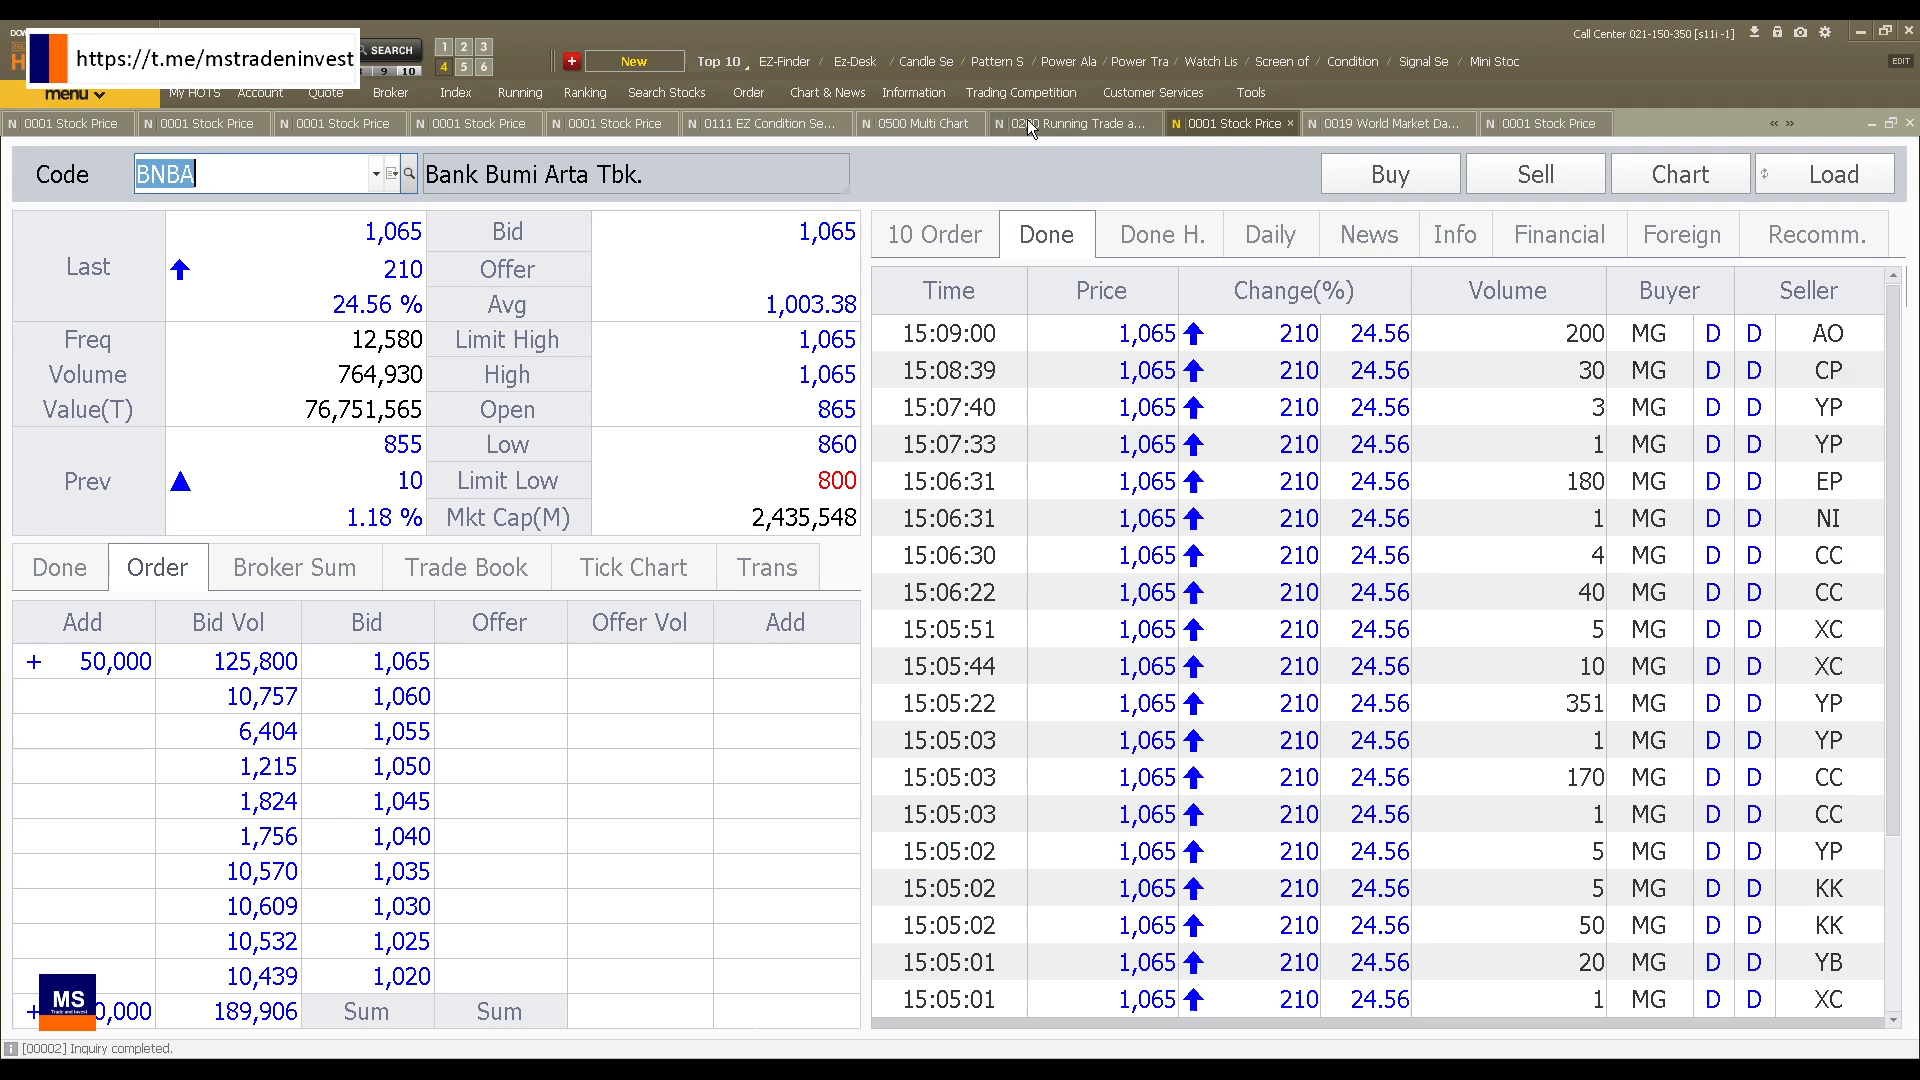 Call Center 021-150-350 [s11i -1]
https://t.me/mstradeninvest
SEARCH
1 2 3
9 10 4 5 6
New
Top 10 EZ-Finder / Ez-Desk / Candle Se / Pattern S / Power Ala / Power Tra / Watch Lis / Screen of / Condition / Signal Se / Mini Stoc
EDIT
menu My HOTS Account Quote Broker Index Running Ranking Search Stocks Order Chart & News Information Trading Competition Customer Services Tools
N 0001 Stock Price N 0001 Stock Price N 0001 Stock Price N 0001 Stock Price N 0001 Stock Price N 0111 EZ Condition Se... N 0500 Multi Chart N Running Trade a... N 0001 Stock Price × N 0019 World Market Da... N 0001 Stock Price « »
Code BNBA Bank Bumi Arta Tbk. Buy Sell Chart Load
Last 1,065 Bid 1,065
210 Offer
24.56 % Avg 1,003.38
Freq 12,580 Limit High 1,065
Volume 764,930 High 1,065
Value(T) 76,751,565 Open 865
Prev 855 Low 860
10 Limit Low 800
1.18 % Mkt Cap(M) 2,435,548
Done Order Broker Sum Trade Book Tick Chart Trans
Add Bid Vol Bid Offer Offer Vol Add
+ 50,000 125,800 1,065
10,757 1,060
6,404 1,055
1,215 1,050
1,824 1,045
1,756 1,040
10,570 1,035
10,609 1,030
10,532 1,025
10,439 1,020
+ 0,000 189,906 Sum Sum
MS
Trade and Invest
10 Order Done Done H. Daily News Info Financial Foreign Recomm.
Time Price Change(%) Volume Buyer Seller
15:09:00 1,065 210 24.56 200 MG D D AO
15:08:39 1,065 210 24.56 30 MG D D CP
15:07:40 1,065 210 24.56 3 MG D D YP
15:07:33 1,065 210 24.56 1 MG D D YP
15:06:31 1,065 210 24.56 180 MG D D EP
15:06:31 1,065 210 24.56 1 MG D D NI
15:06:30 1,065 210 24.56 4 MG D D CC
15:06:22 1,065 210 24.56 40 MG D D CC
15:05:51 1,065 210 24.56 5 MG D D XC
15:05:44 1,065 210 24.56 10 MG D D XC
15:05:22 1,065 210 24.56 351 MG D D YP
15:05:03 1,065 210 24.56 1 MG D D YP
15:05:03 1,065 210 24.56 170 MG D D CC
15:05:03 1,065 210 24.56 1 MG D D CC
15:05:02 1,065 210 24.56 5 MG D D YP
15:05:02 1,065 210 24.56 5 MG D D KK
15:05:02 1,065 210 24.56 50 MG D D KK
15:05:01 1,065 210 24.56 20 MG D D YB
15:05:01 1,065 210 24.56 1 MG D D XC
[00002] Inquiry completed.